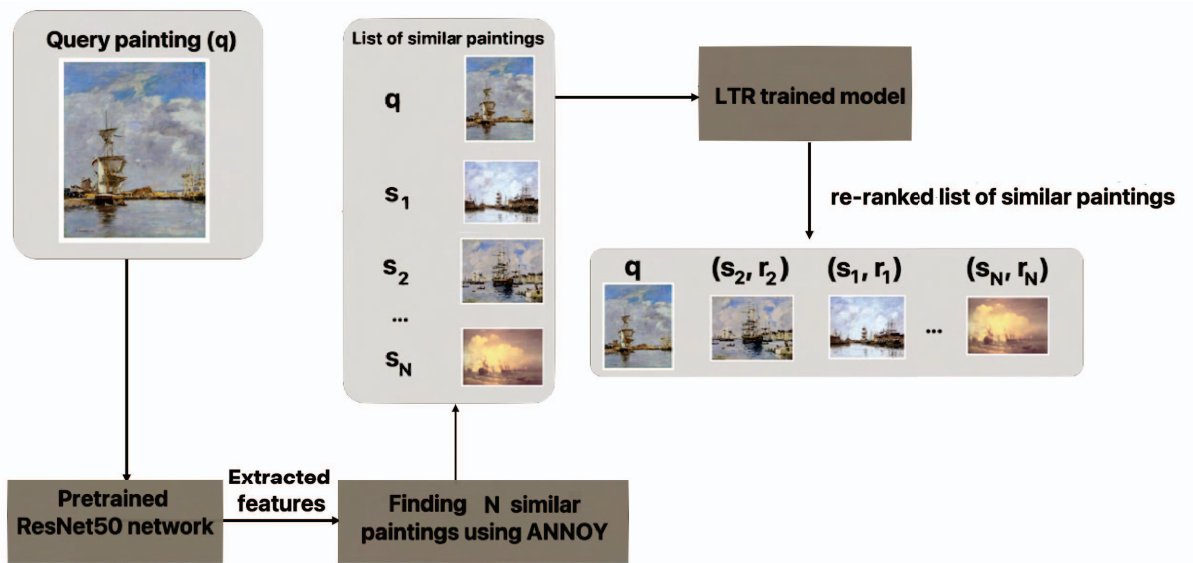 Query painting (q)
List of similar paintings
q
s1
s2
...
sN
LTR trained model
re-ranked list of similar paintings
q (s2, r2) (s1, r1) ... (sN, rN)
Pretrained
ResNet50 network
Extracted
features
Finding N similar
paintings using ANNOY